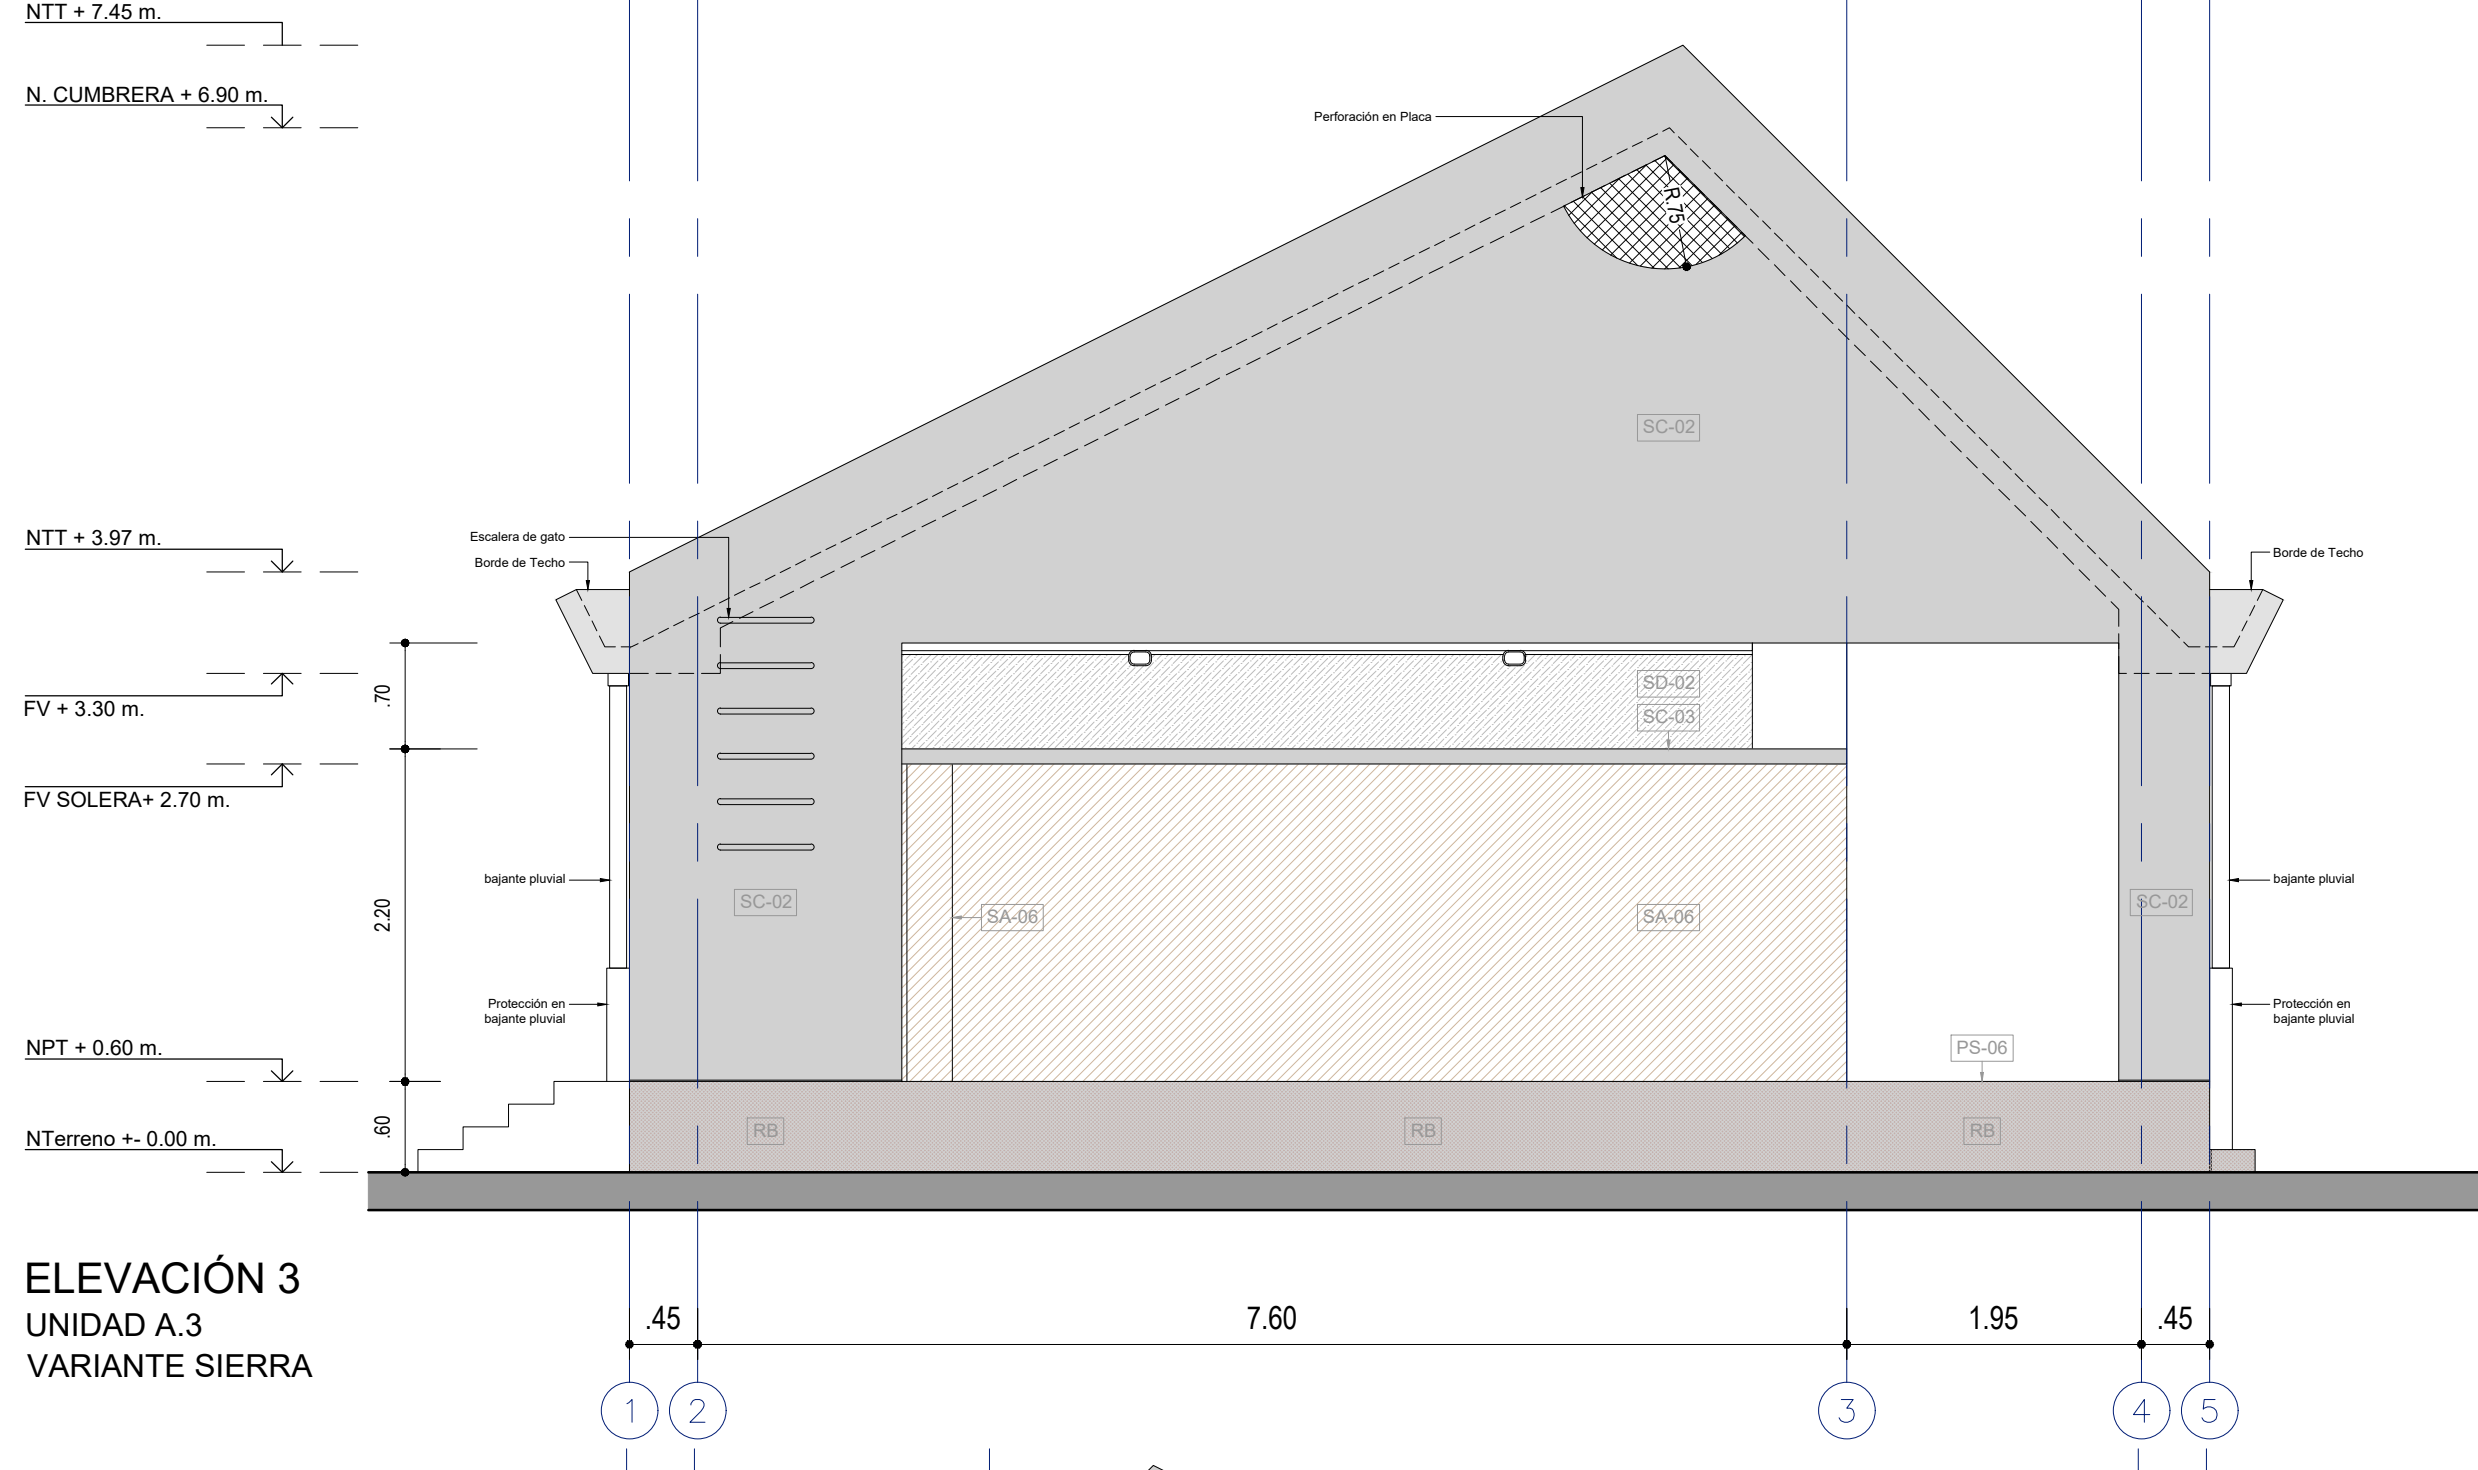 NTT + 7.45 m.
N. CUMBRERA + 6.90 m.
Perforación en Placa
R.75
SC-02
NTT + 3.97 m.
Escalera de gato
Borde de Techo
Borde de Techo
.70
SD-02
SC-03
FV + 3.30 m.
FV SOLERA+ 2.70 m.
bajante pluvial
bajante pluvial
2.20
SC-02
SA-06
SA-06
SC-02
Protección en
bajante pluvial
Protección en
bajante pluvial
NPT + 0.60 m.
PS-06
.60
NTerreno +- 0.00 m.
RB
RB
RB
ELEVACIÓN 3
UNIDAD A.3
VARIANTE SIERRA
.45
7.60
1.95
.45
1
2
3
4
5